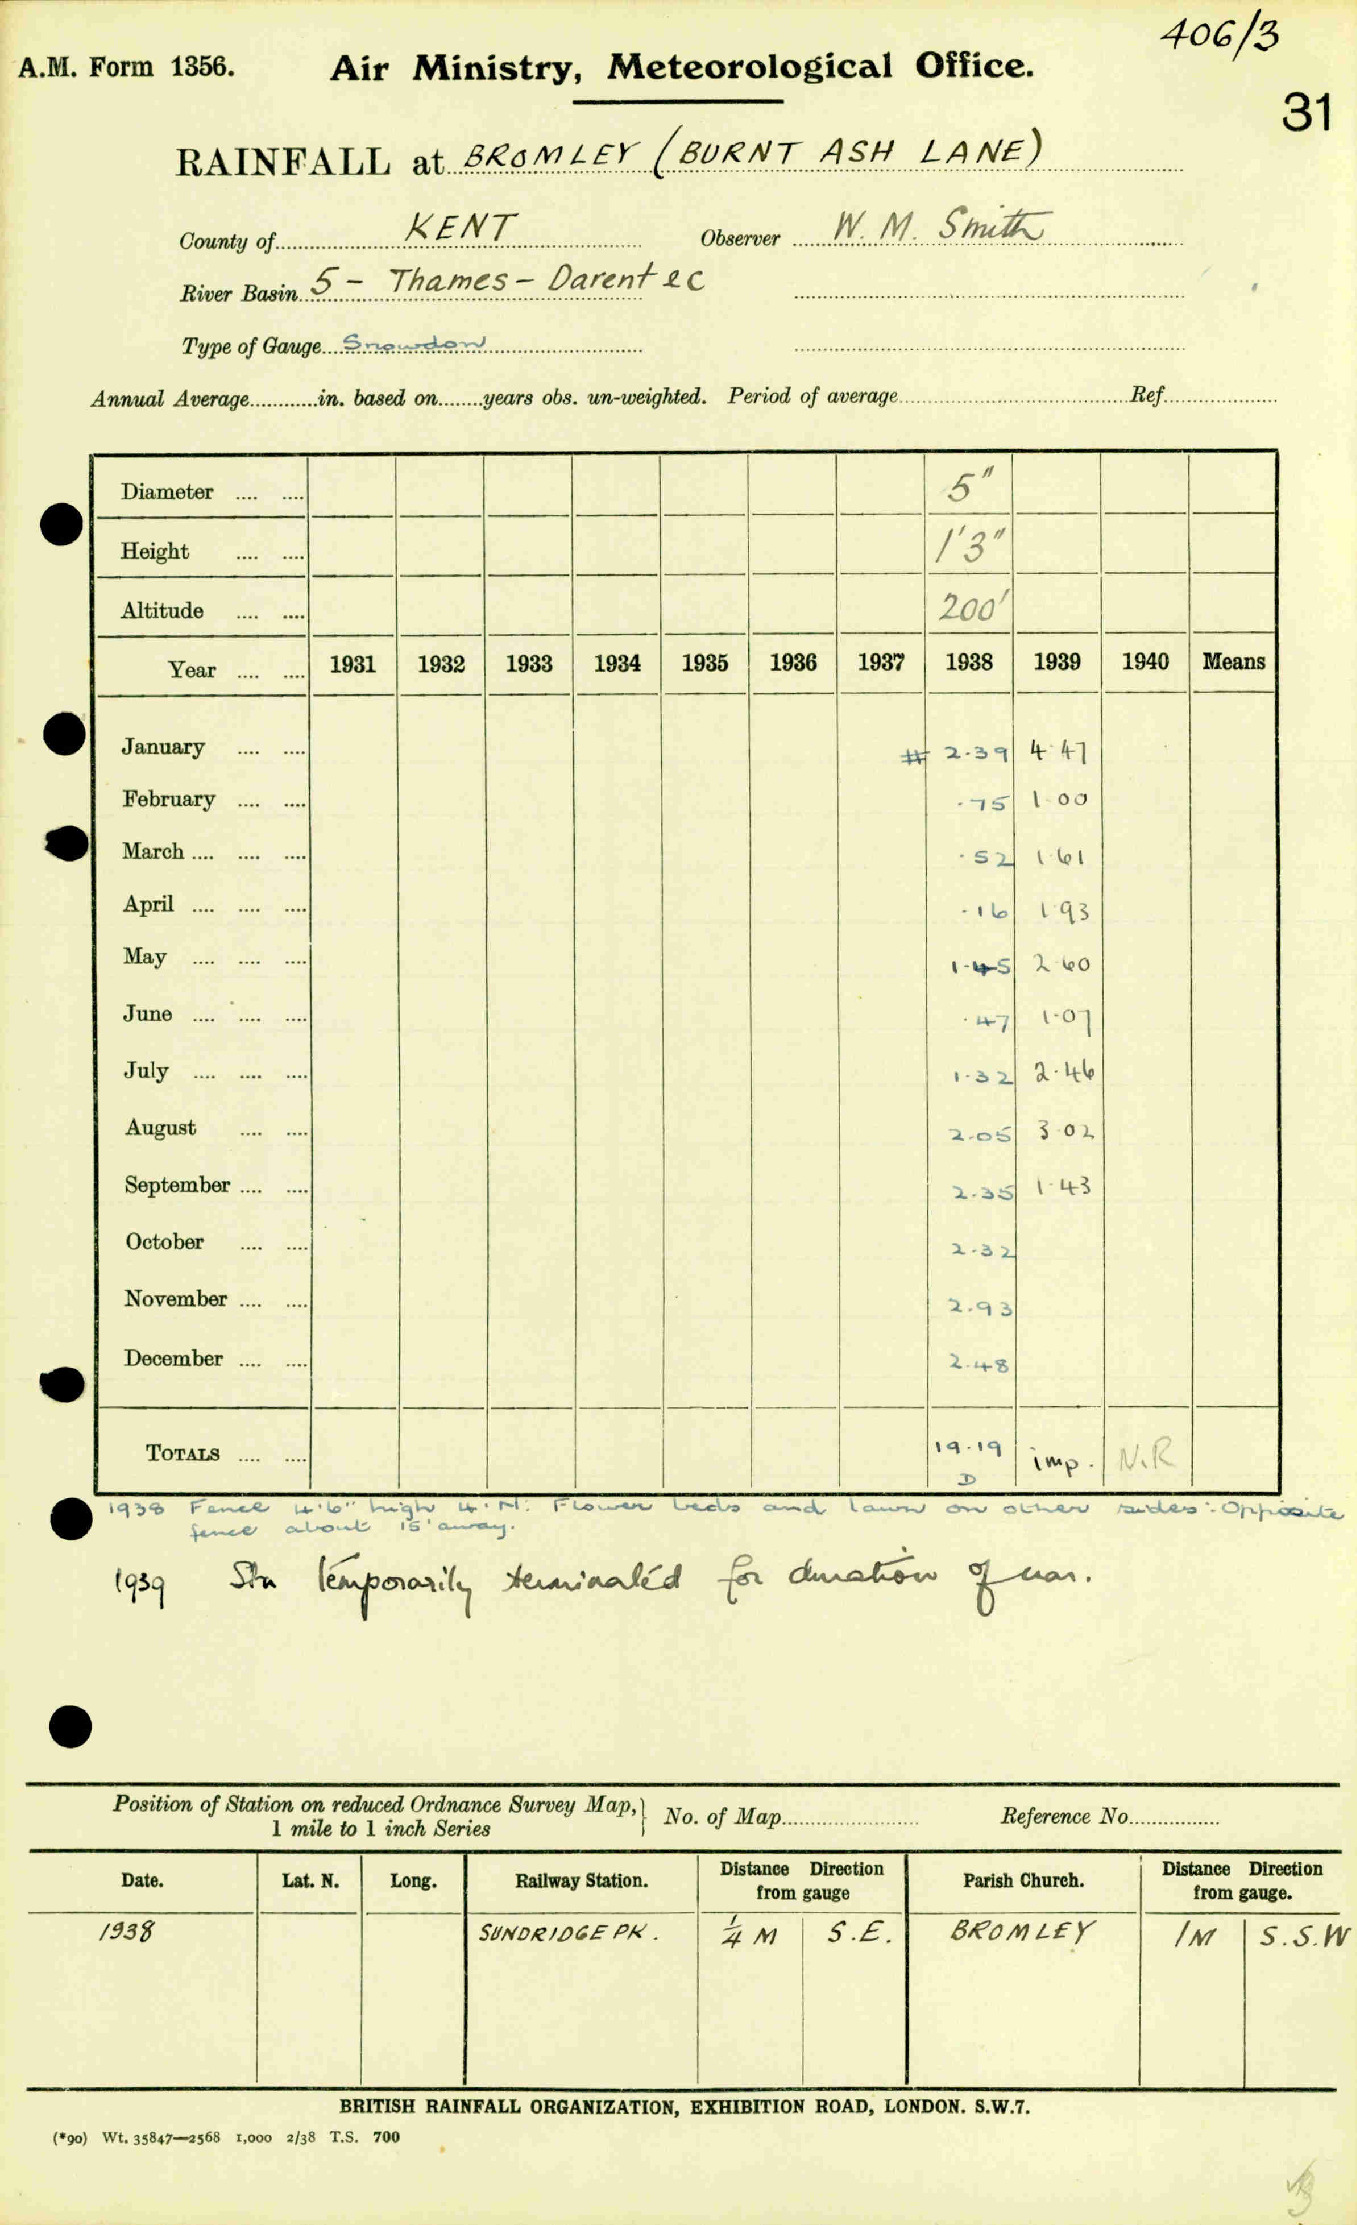 406/3
A.M. Form 1356. Air Ministry, Meteorological Office.
31
RAINFALL at BROMLEY (BURNT ASH LANE)
County of KENT Observer W. M. Smith
River Basin 5 - Thames - Darent &c
Type of Gauge Snowdon
Annual Average............in. based on........years obs. un-weighted. Period of average.......... Ref..........
Diameter .... .... 5"
Height .... .... 1'3"
Altitude .... .... 200'
Year .... .... 1931 1932 1933 1934 1935 1936 1937 1938 1939 1940 Means
January .... .... # 2.39 4.47
February .... .... .75 1.00
March .... .... .... .52 1.61
April .... .... .... .16 1.93
May .... .... .... 1.45 2.60
June .... .... .... .47 1.07
July .... .... .... 1.32 2.46
August .... .... 2.05 3.02
September .... .... 2.35 1.43
October .... .... 2.32
November .... .... 2.93
December .... .... 2.48
TOTALS .... .... 19.19 imp. N.R
D
1938 Fence 4'6" high 4' N: Flower beds and lawn on other sides: Opposite
fence about 15' away.
1939 Stn temporarily terminated for duration of war.
Position of Station on reduced Ordnance Survey Map,} No. of Map.......... Reference No..........
1 mile to 1 inch Series
Date. Lat. N. Long. Railway Station. Distance Direction from gauge Parish Church. Distance Direction from gauge.
1938 SUNDRIDGE PK. 1/4 M S.E. BROMLEY 1M S.S.W
BRITISH RAINFALL ORGANIZATION, EXHIBITION ROAD, LONDON. S.W.7.
(*90) Wt. 35847—2568 1,000 2/38 T.S. 700